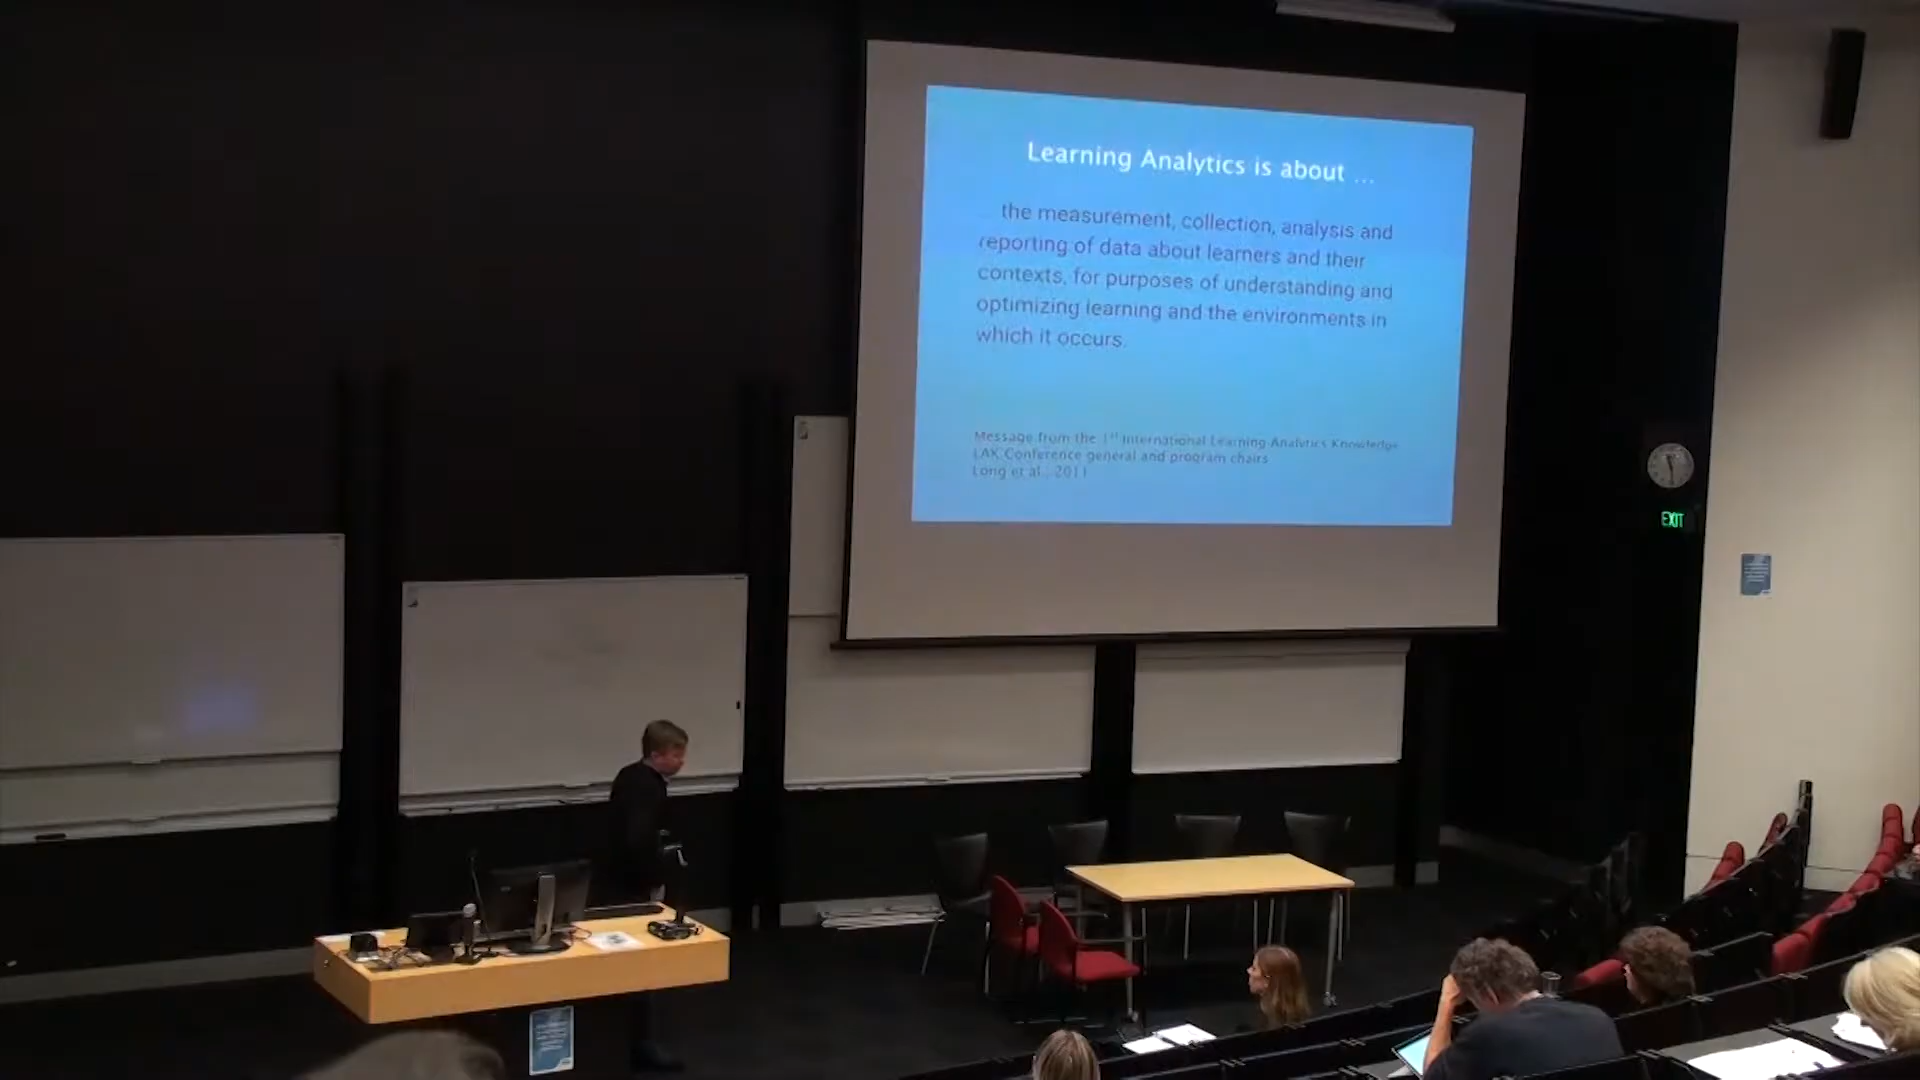 Learning Analytics is about ...
the measurement, collection, analysis and
reporting of data about learners and their
contexts, for purposes of understanding and
optimizing learning and the environments in
which it occurs.
Message from the 1st International Learning Analytics Knowledge
LAK Conference general and program chairs
Long et al., 2011
EXIT